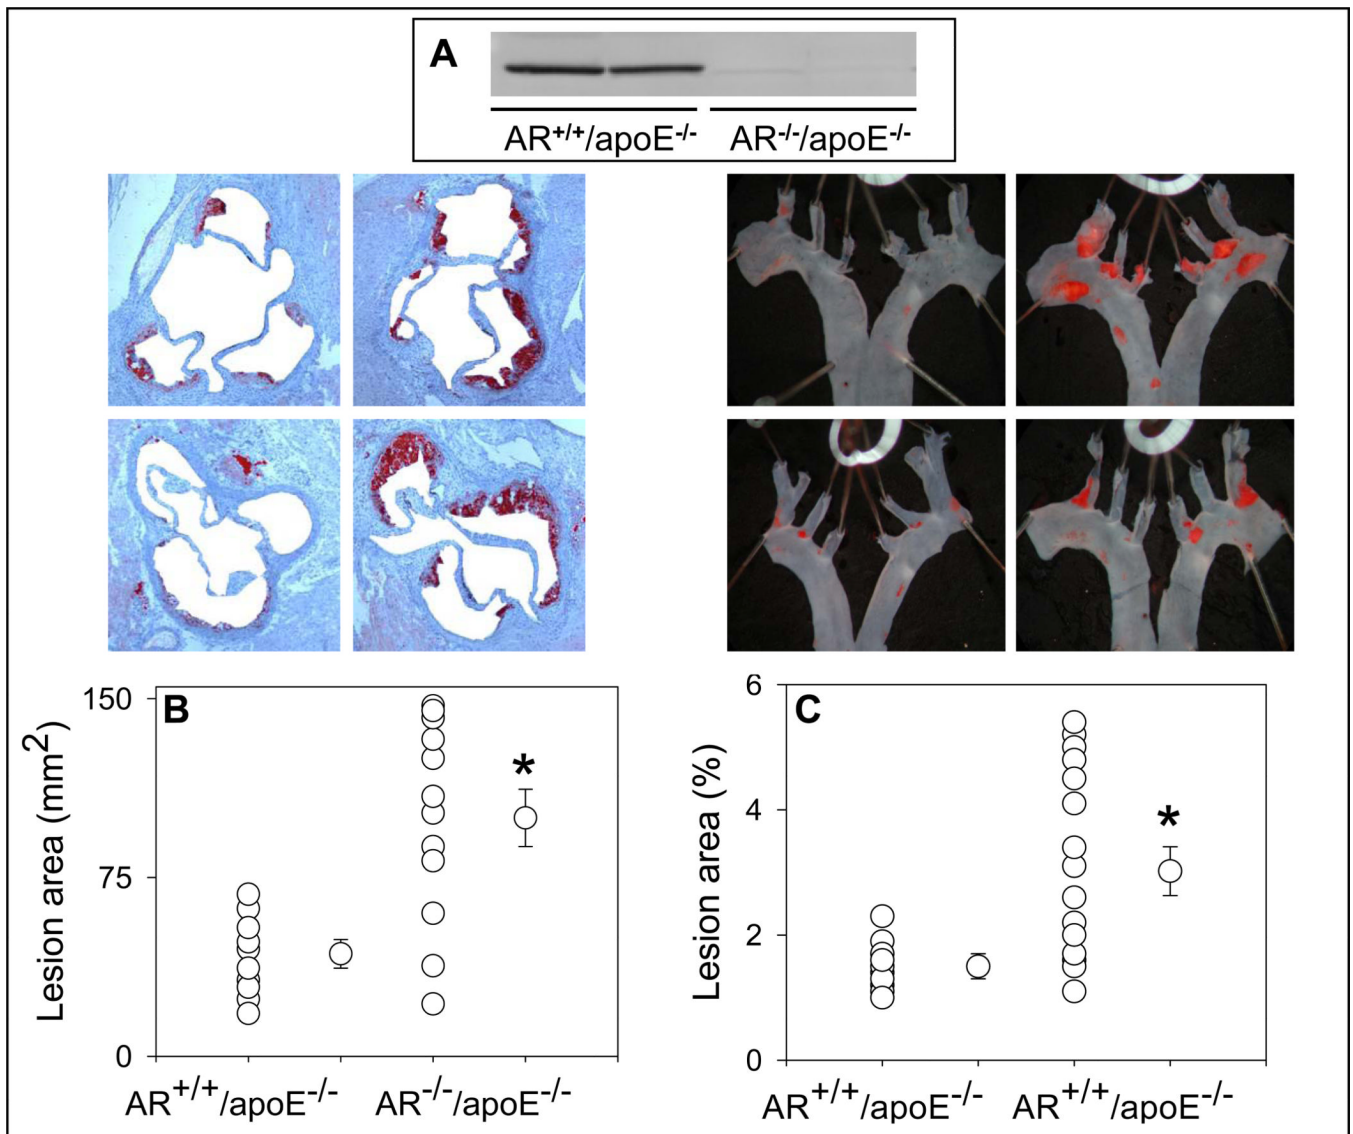 A
AR+/+/apoE-/- AR-/-/apoE-/-
B
150
75
0
Lesion area (mm2)
*
AR+/+/apoE-/- AR-/-/apoE-/-
C
6
4
2
0
Lesion area (%)
*
AR+/+/apoE-/- AR+/+/apoE-/-